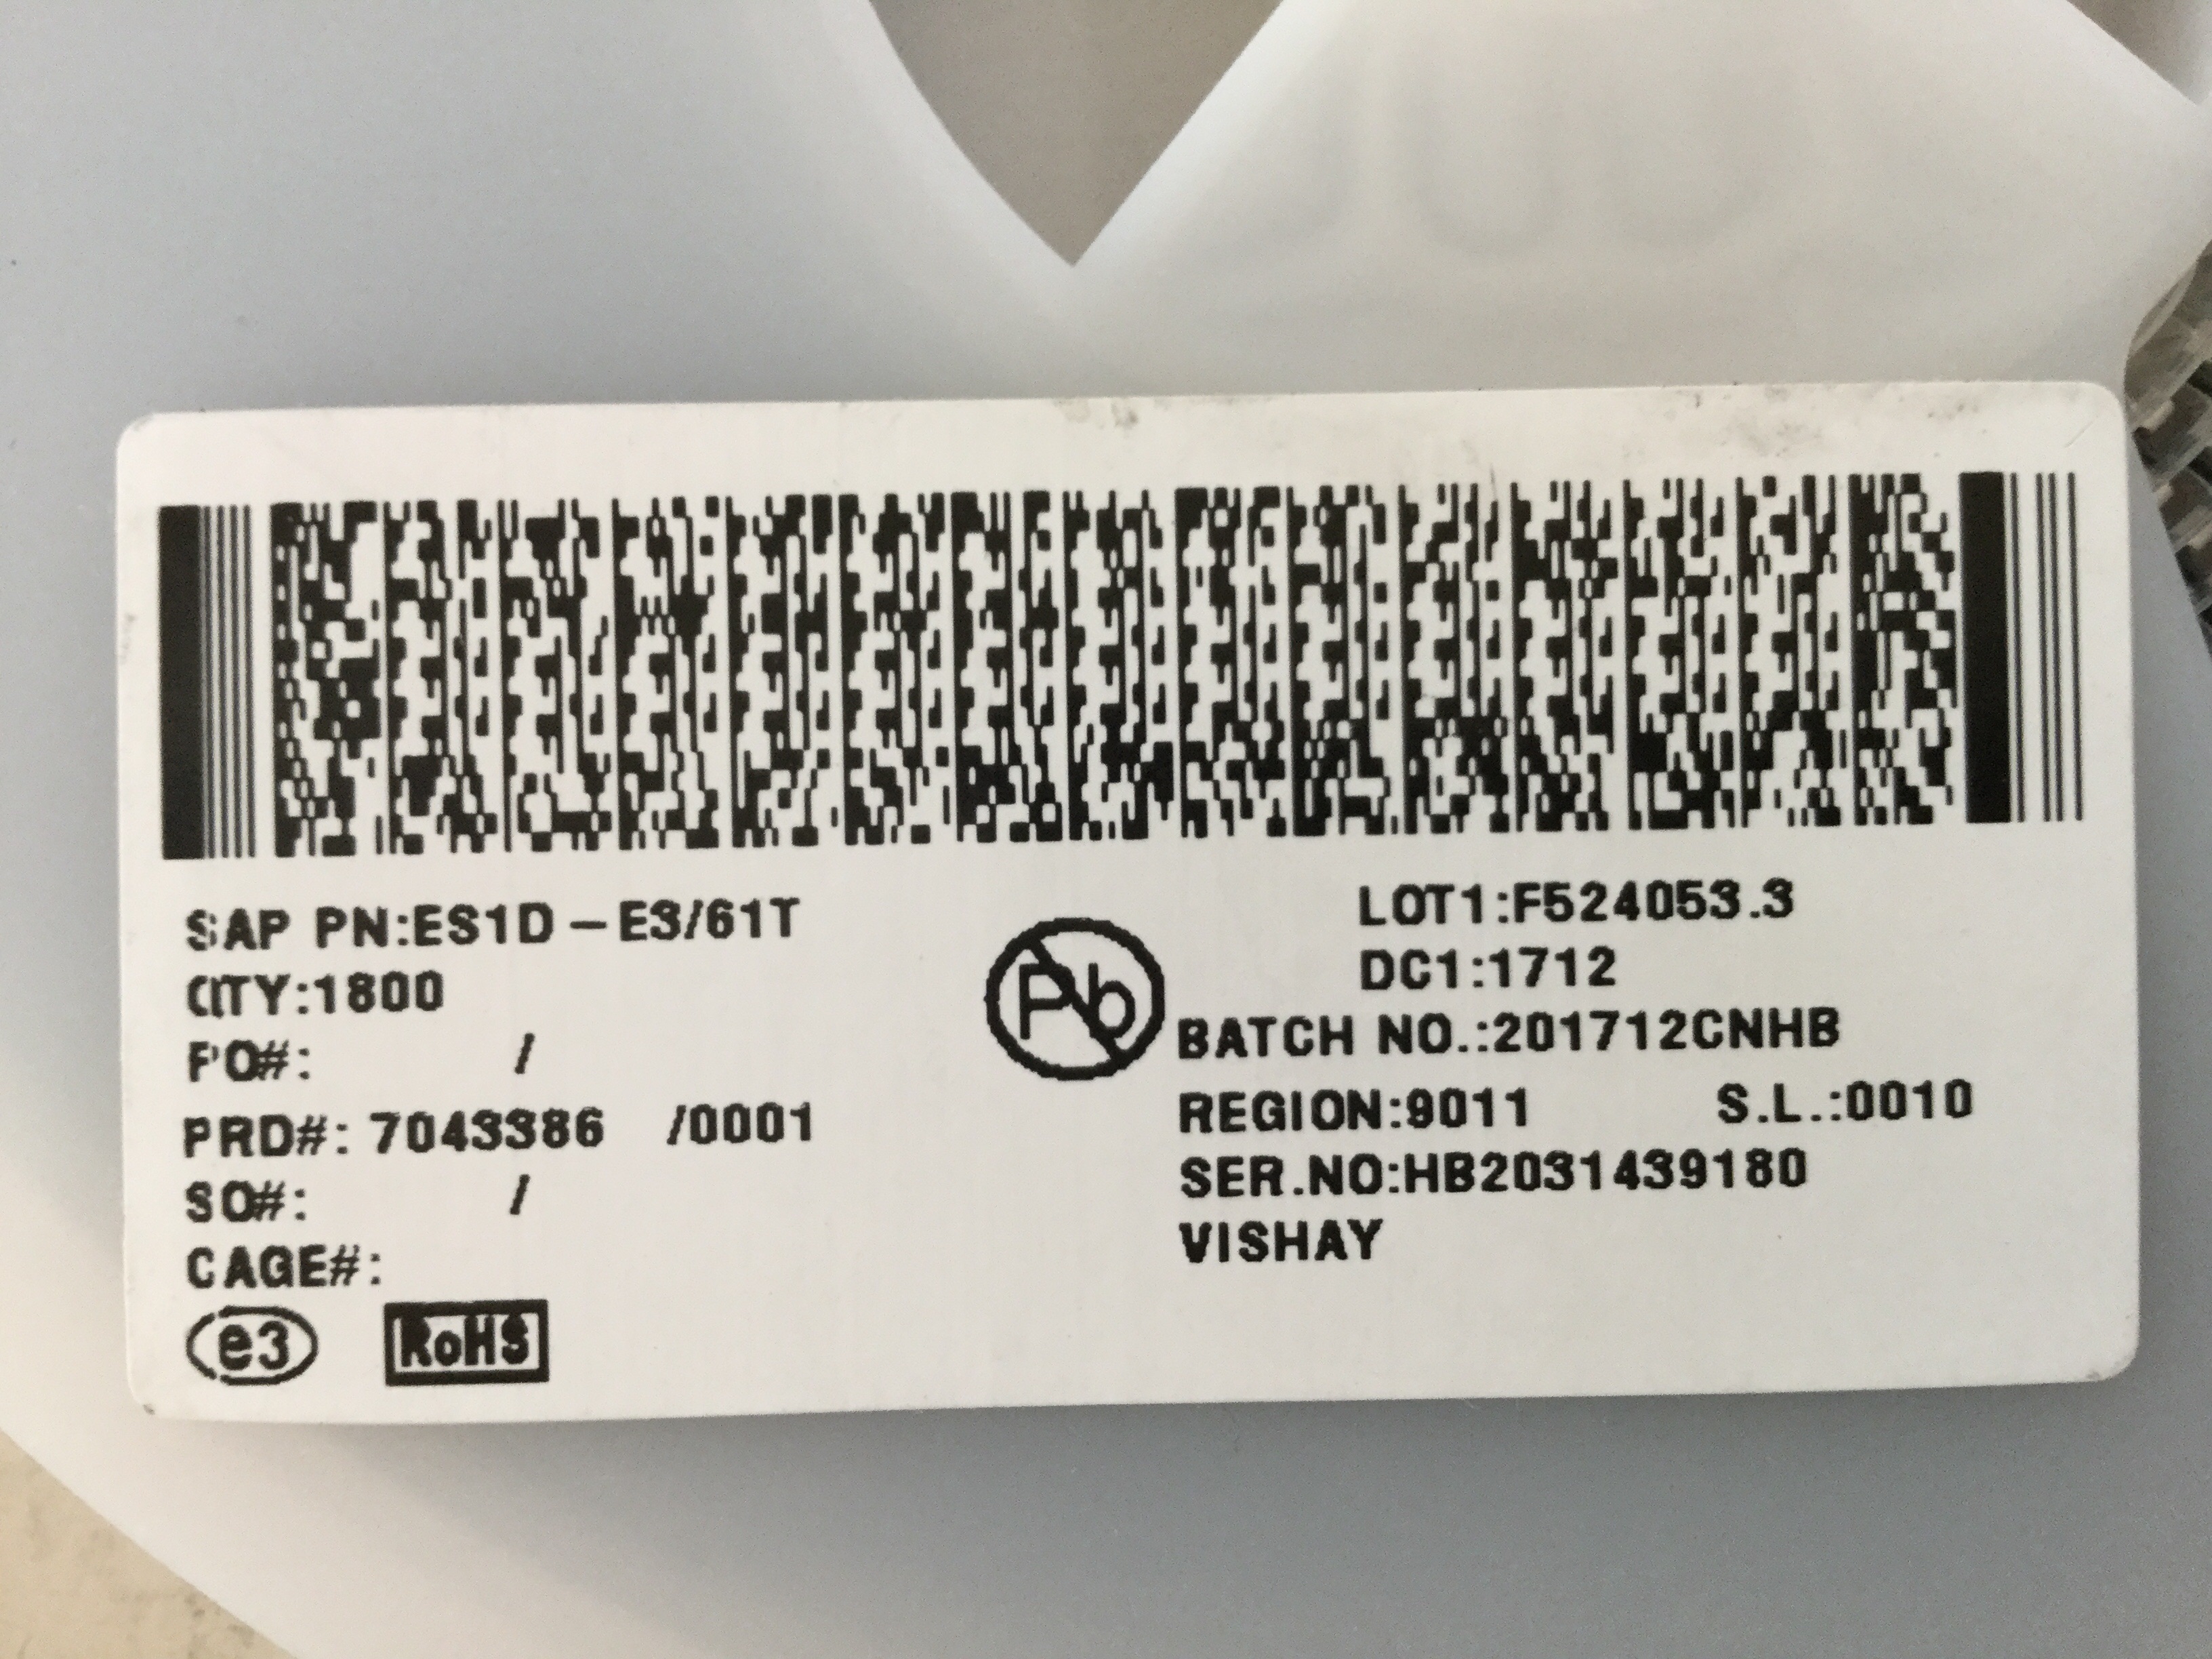 SAP PN:ES1D-E3/61T
QTY:1800
PO#: /
PRD#: 7043386 /0001
SO#: /
CAGE#:
e3 RoHS
Pb
LOT1:F524053.3
DC1:1712
BATCH NO.:201712CNHB
REGION:9011 S.L.:0010
SER.NO:HB2031439180
VISHAY